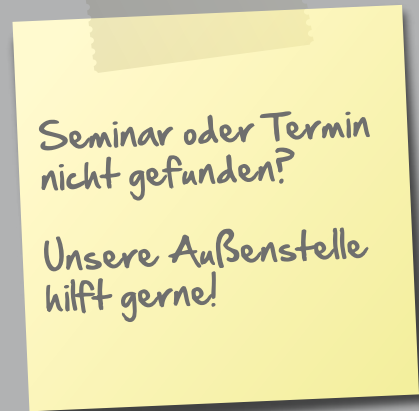 Seminar oder Termin
nicht gefunden?
Unsere Außenstelle
hilft gerne!